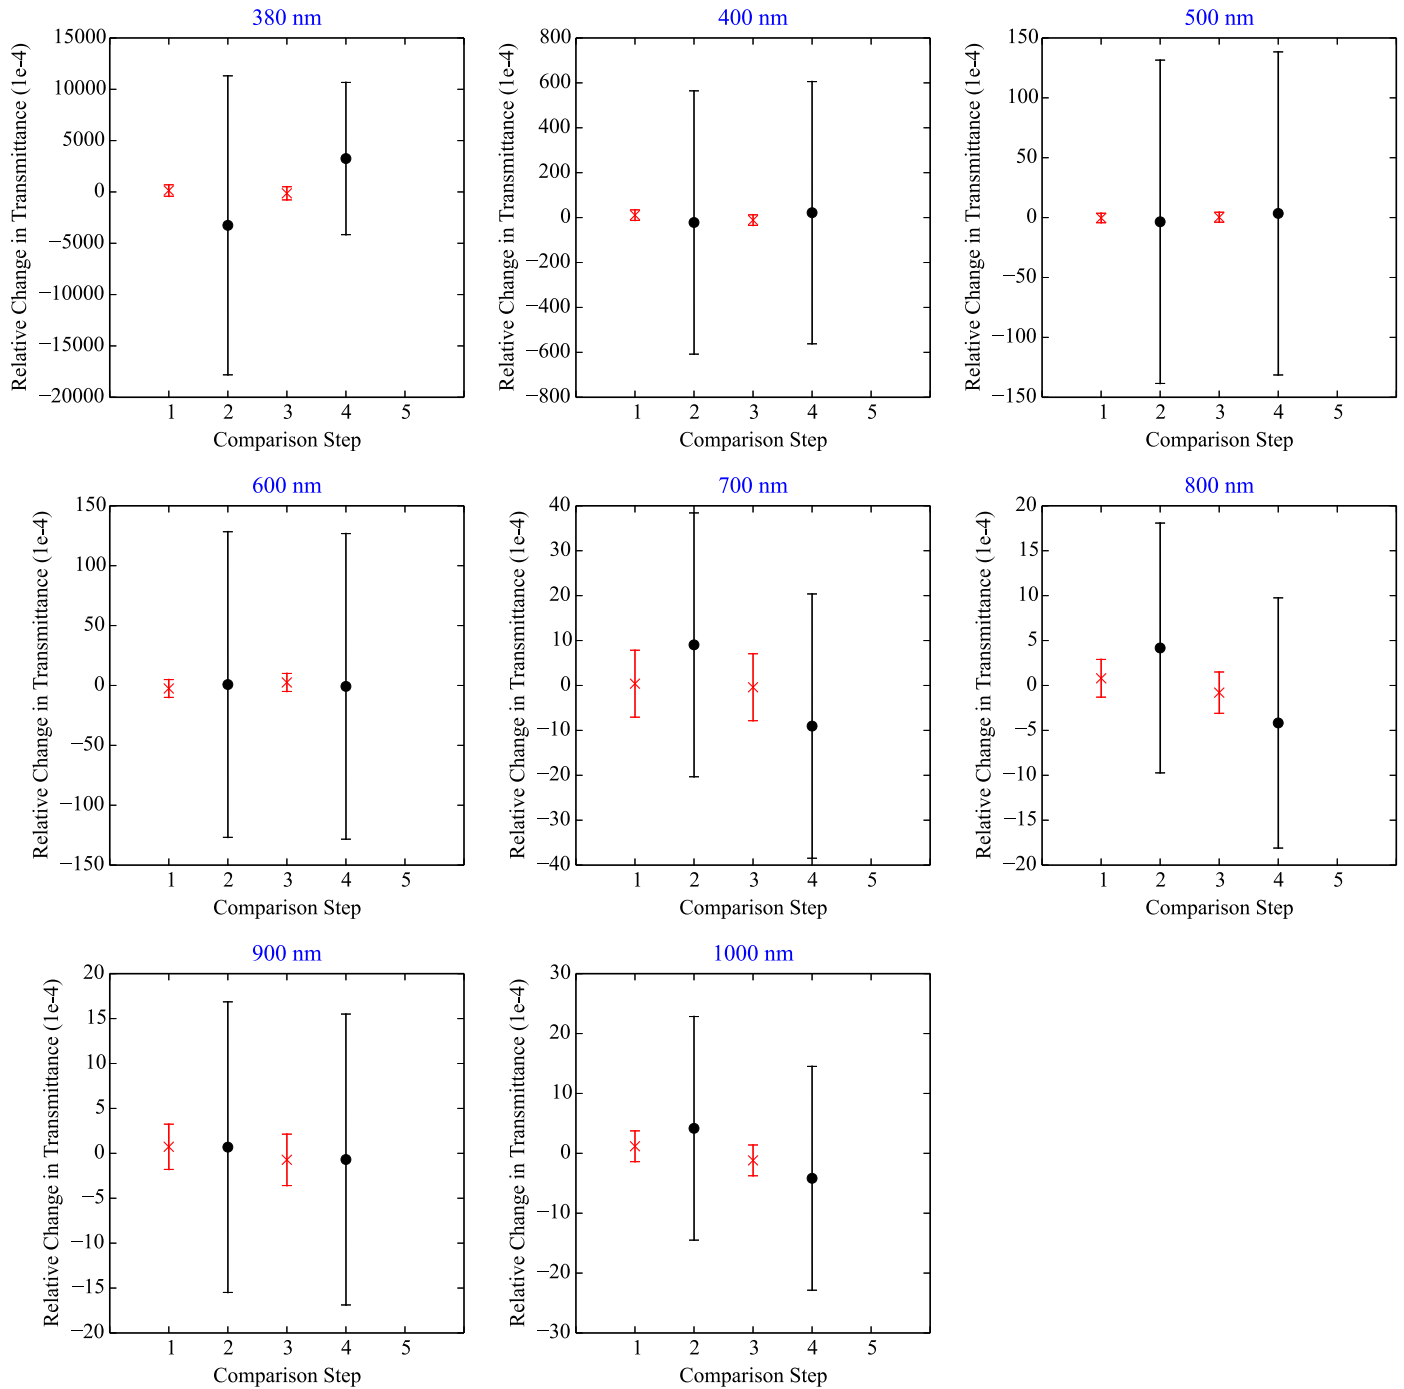 380 nm
Relative Change in Transmittance (1e-4)
15000
10000
5000
0
−5000
−10000
−15000
−20000
1 2 3 4 5
Comparison Step
400 nm
Relative Change in Transmittance (1e-4)
800
600
400
200
0
−200
−400
−600
−800
1 2 3 4 5
Comparison Step
500 nm
Relative Change in Transmittance (1e-4)
150
100
50
0
−50
−100
−150
1 2 3 4 5
Comparison Step
600 nm
Relative Change in Transmittance (1e-4)
150
100
50
0
−50
−100
−150
1 2 3 4 5
Comparison Step
700 nm
Relative Change in Transmittance (1e-4)
40
30
20
10
0
−10
−20
−30
−40
1 2 3 4 5
Comparison Step
800 nm
Relative Change in Transmittance (1e-4)
20
15
10
5
0
−5
−10
−15
−20
1 2 3 4 5
Comparison Step
900 nm
Relative Change in Transmittance (1e-4)
20
15
10
5
0
−5
−10
−15
−20
1 2 3 4 5
Comparison Step
1000 nm
Relative Change in Transmittance (1e-4)
30
20
10
0
−10
−20
−30
1 2 3 4 5
Comparison Step